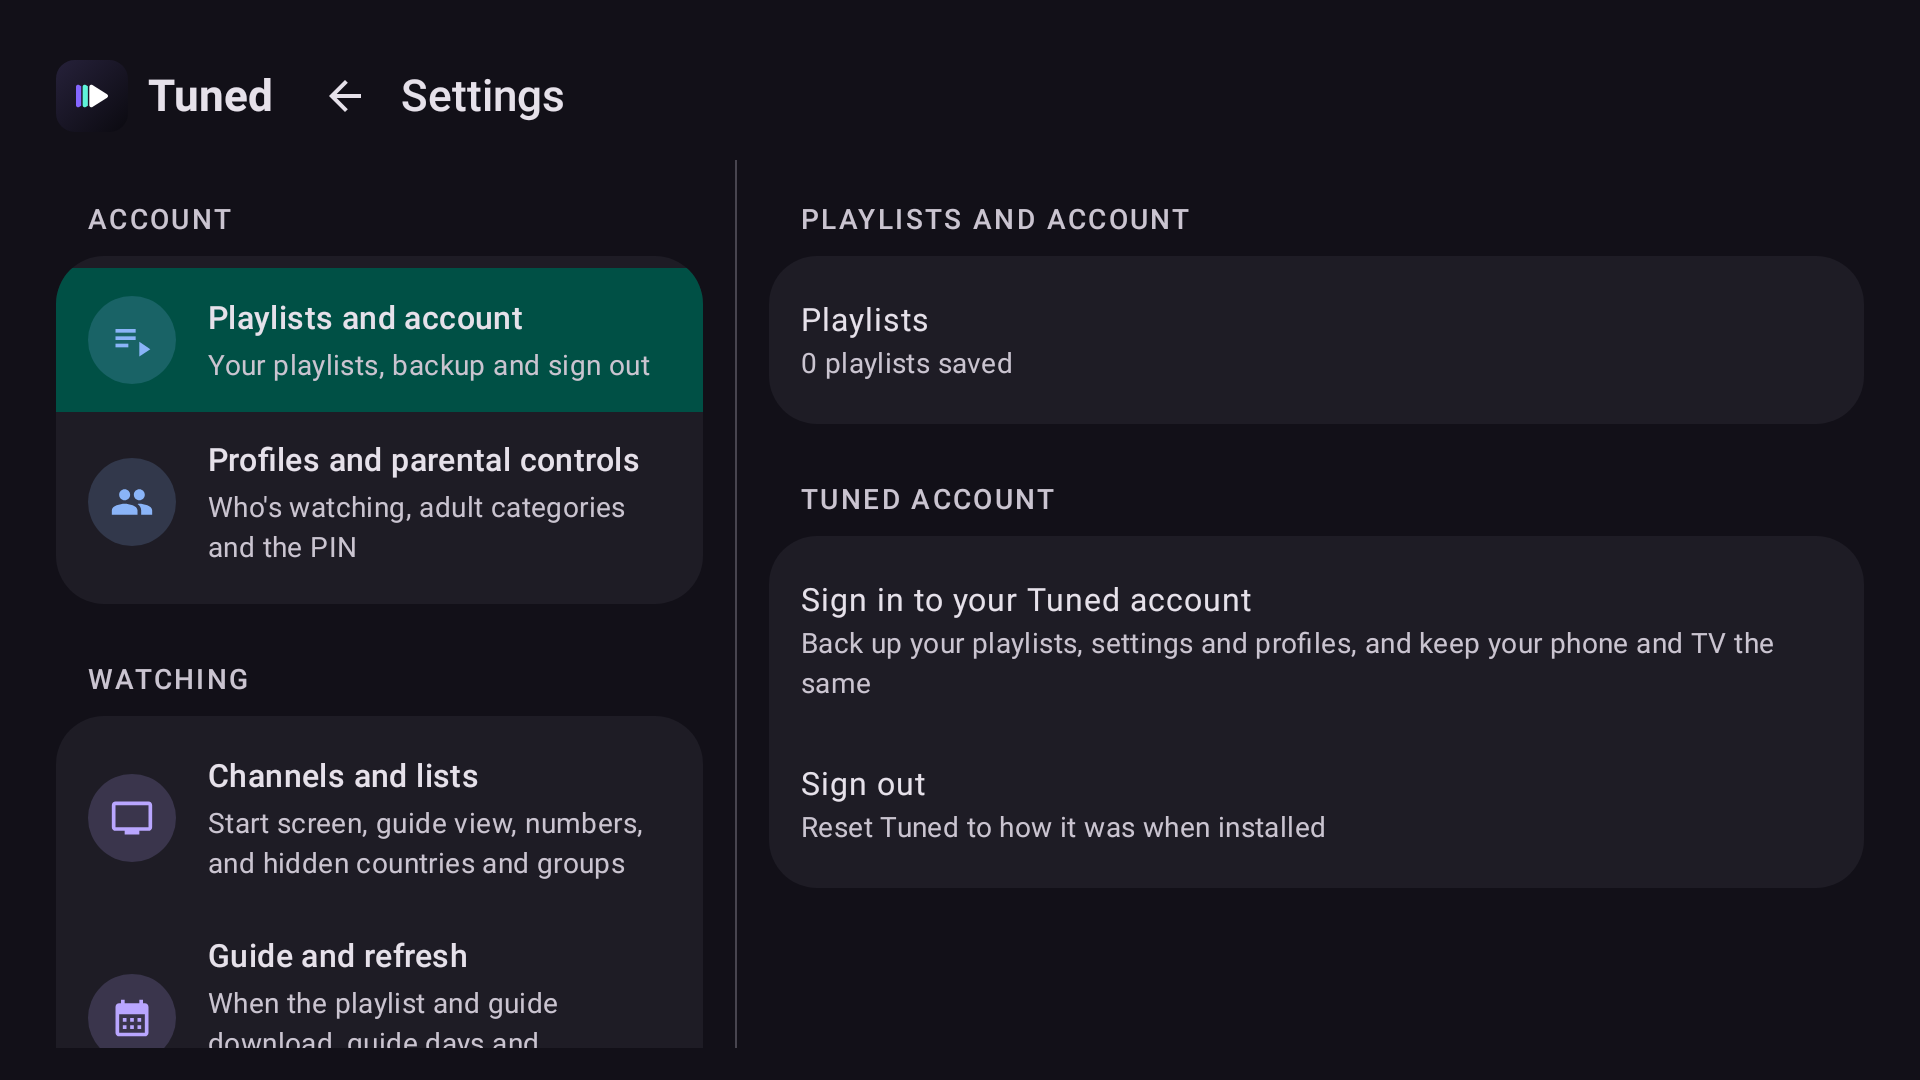 Tuned
Settings
ACCOUNT
Playlists and account
Your playlists, backup and sign out
Profiles and parental controls
Who's watching, adult categories
and the PIN
WATCHING
Channels and lists
Start screen, guide view, numbers,
and hidden countries and groups
Guide and refresh
When the playlist and guide
download, guide days and
PLAYLISTS AND ACCOUNT
Playlists
0 playlists saved
TUNED ACCOUNT
Sign in to your Tuned account
Back up your playlists, settings and profiles, and keep your phone and TV the
same
Sign out
Reset Tuned to how it was when installed